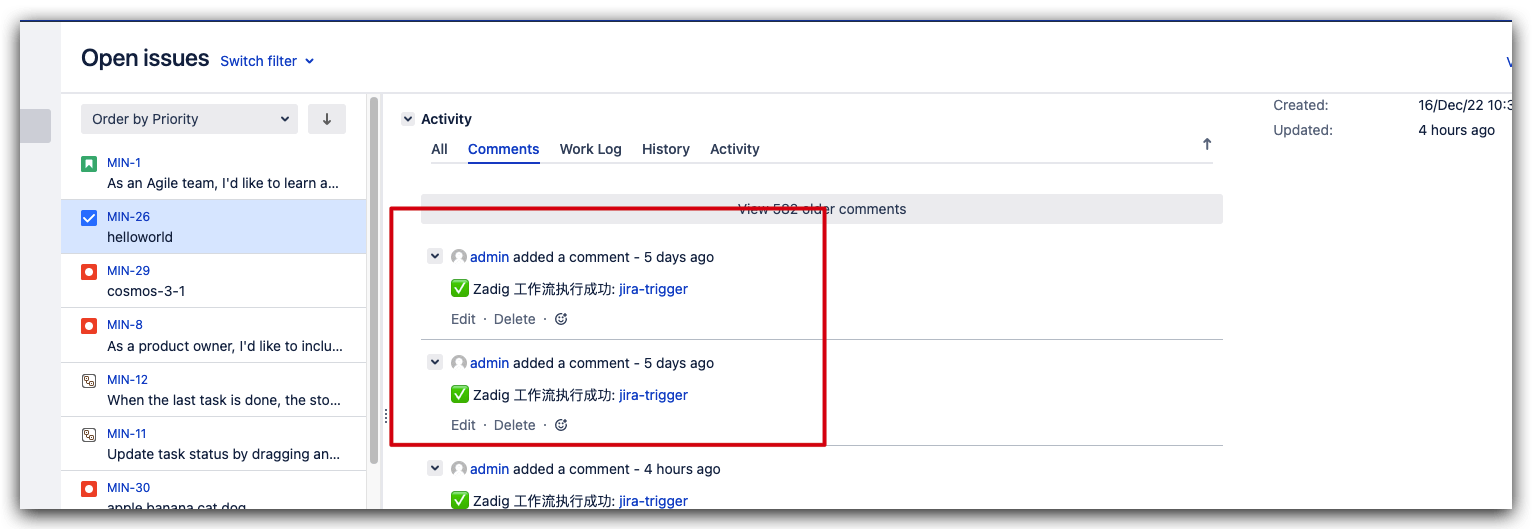 Open issues Switch filter
Order by Priority
MIN-1
As an Agile team, I'd like to learn a...
MIN-26
helloworld
MIN-29
cosmos-3-1
MIN-8
As a product owner, I'd like to inclu...
MIN-12
When the last task is done, the sto...
MIN-11
Update task status by dragging an...
MIN-30
apple banana cat dog
Activity
All Comments Work Log History Activity
View 582 older comments
admin added a comment - 5 days ago
✅ Zadig 工作流执行成功: jira-trigger
Edit · Delete ·
admin added a comment - 5 days ago
✅ Zadig 工作流执行成功: jira-trigger
Edit · Delete ·
admin added a comment - 4 hours ago
✅ Zadig 工作流执行成功: jira-trigger
Created: 16/Dec/22 10:3
Updated: 4 hours ago